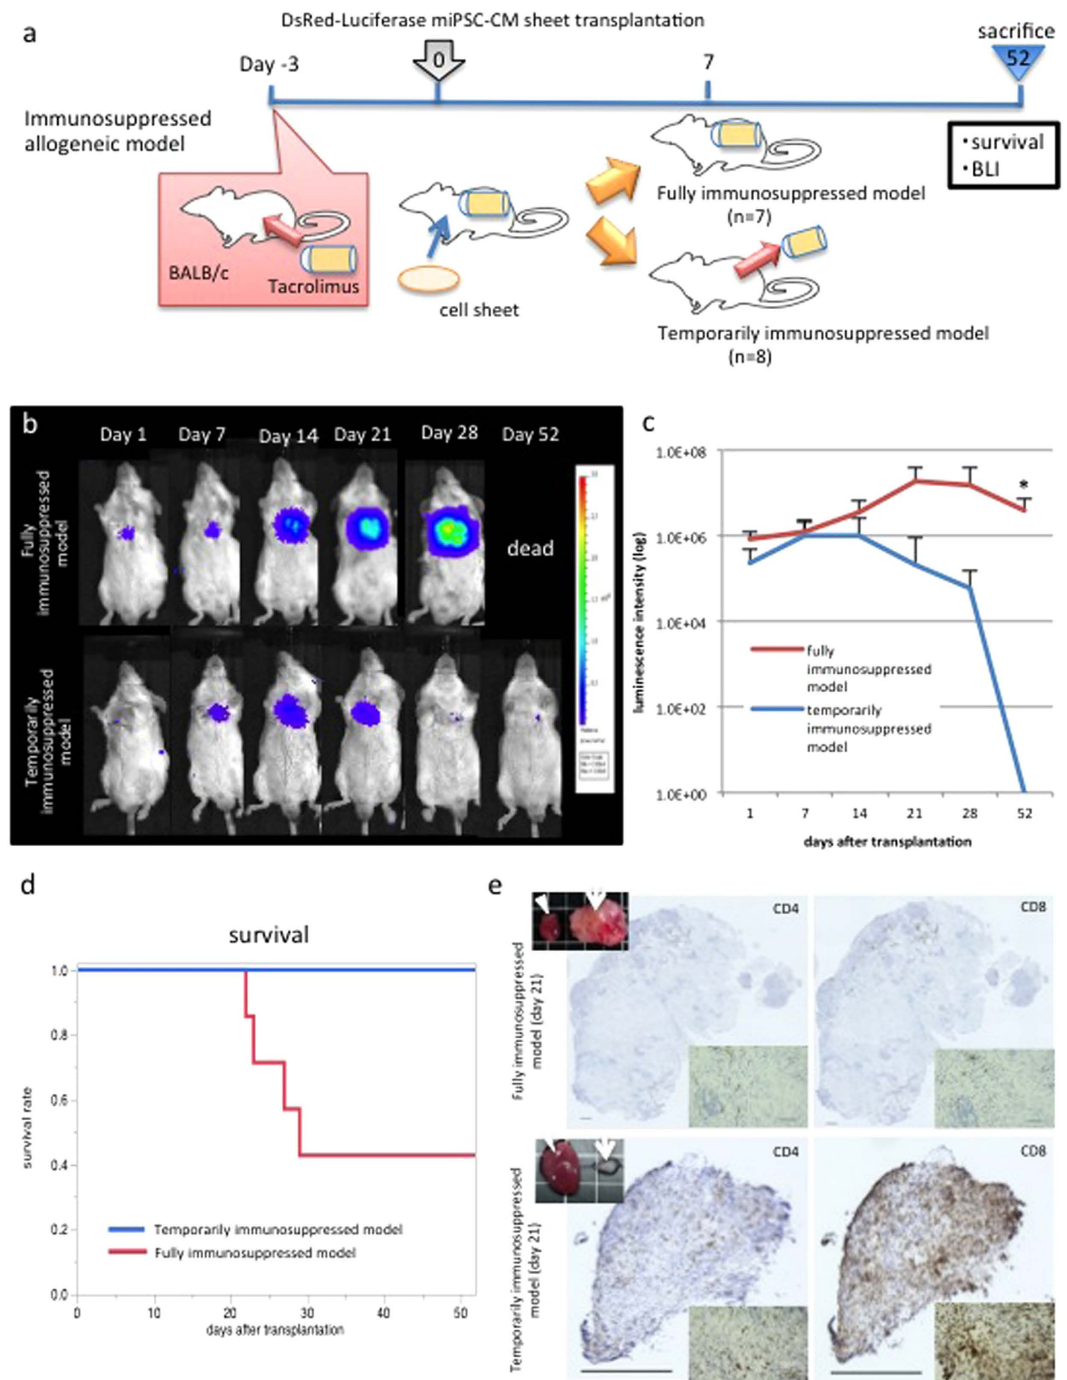 a
DsRed-Luciferase miPSC-CM sheet transplantation
sacrifice
Day -3
0
7
52
Immunosuppressed
allogeneic model
・survival
・BLI
BALB/c
Tacrolimus
cell sheet
Fully immunosuppressed model
(n=7)
Temporarily immunosuppressed model
(n=8)
b
Day 1
Day 7
Day 14
Day 21
Day 28
Day 52
Fully
immunosuppressed
model
dead
Temporarily
immunosuppressed
model
c
1.0E+08
1.0E+06
1.0E+04
1.0E+02
1.0E+00
luminescence intensity (log)
*
fully
immunosuppressed
model
temporarily
immunosuppressed
model
1 7 14 21 28 52
days after transplantation
d
survival
1.0
0.8
0.6
0.4
0.2
0.0
survival rate
Temporarily immunosuppressed model
Fully immunosuppressed model
0 10 20 30 40 50
days after transplantation
e
Fully immunosuppressed
model (day 21)
CD4
CD8
Temporarily immunosuppressed
model (day 21)
CD4
CD8